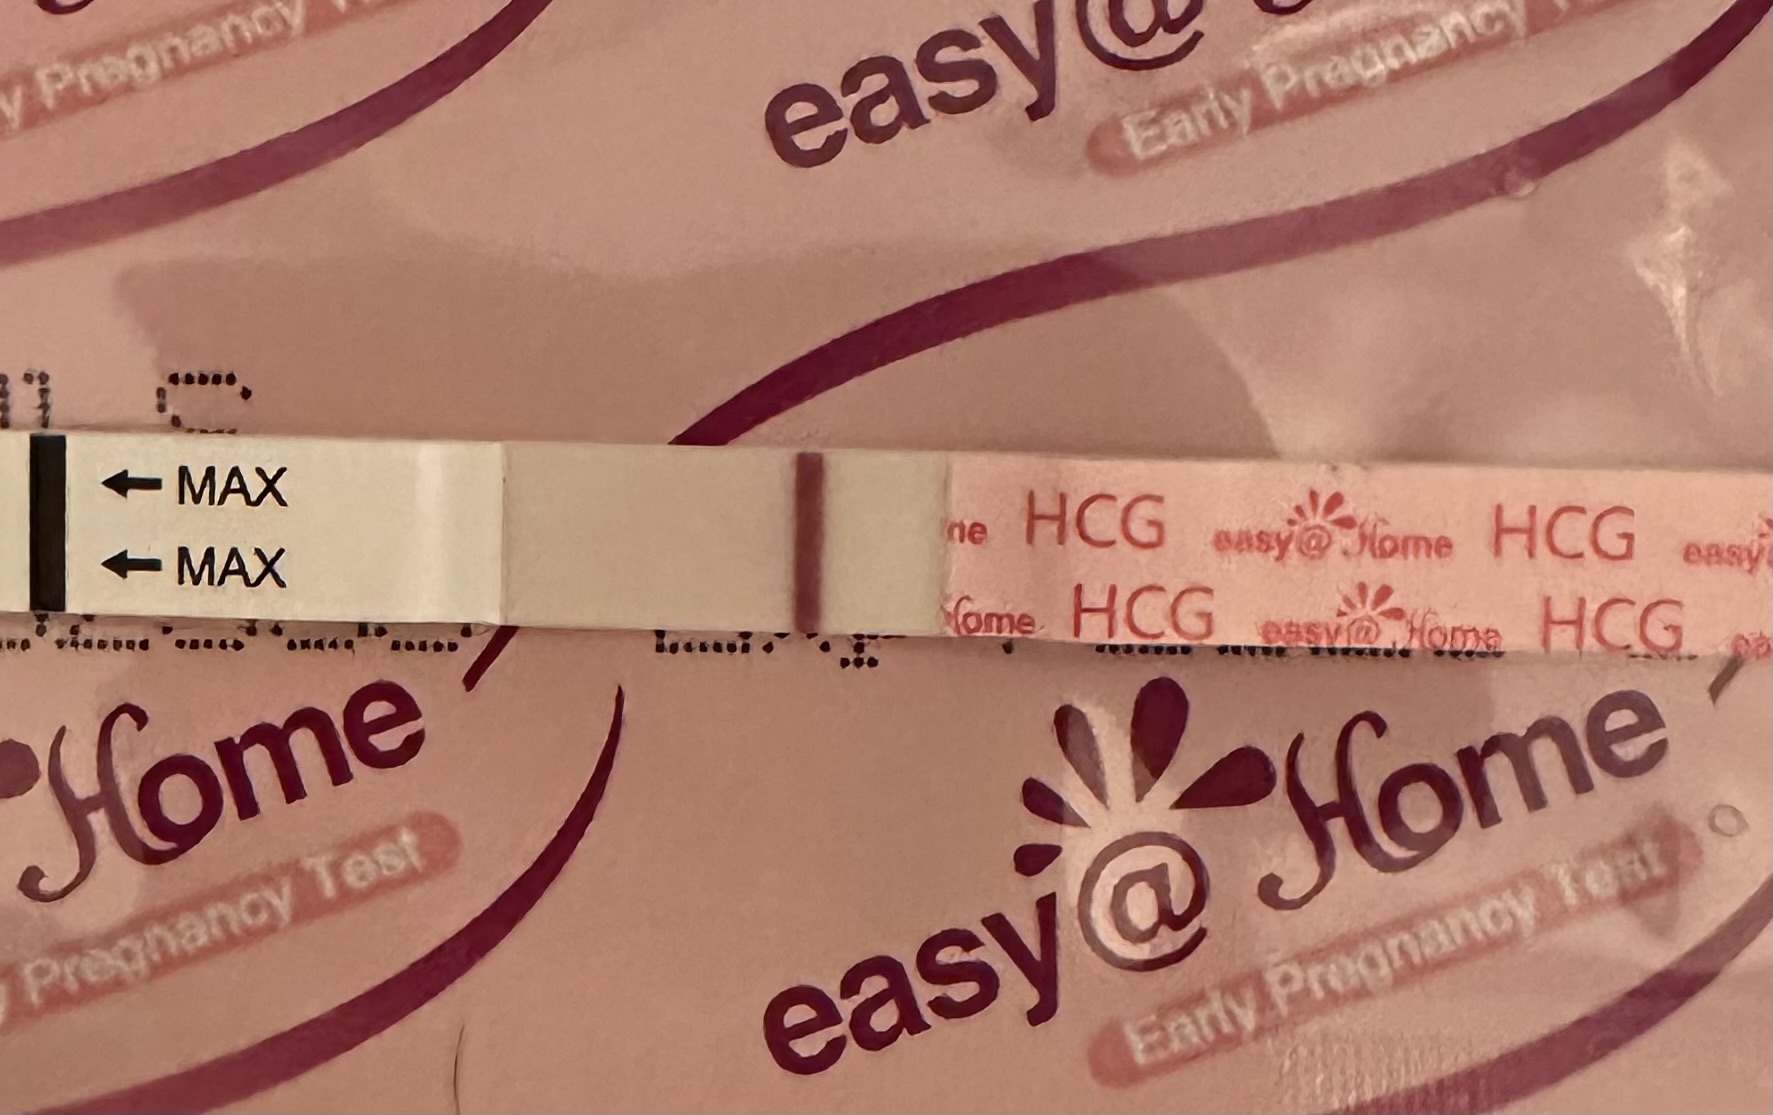 Pregnancy
easy@
Early Pregnancy
← MAX
← MAX
HCG easy@Home HCG easy
Home HCG easy@Home HCG
Home
Pregnancy Test
easy@Home
Early Pregnancy Test